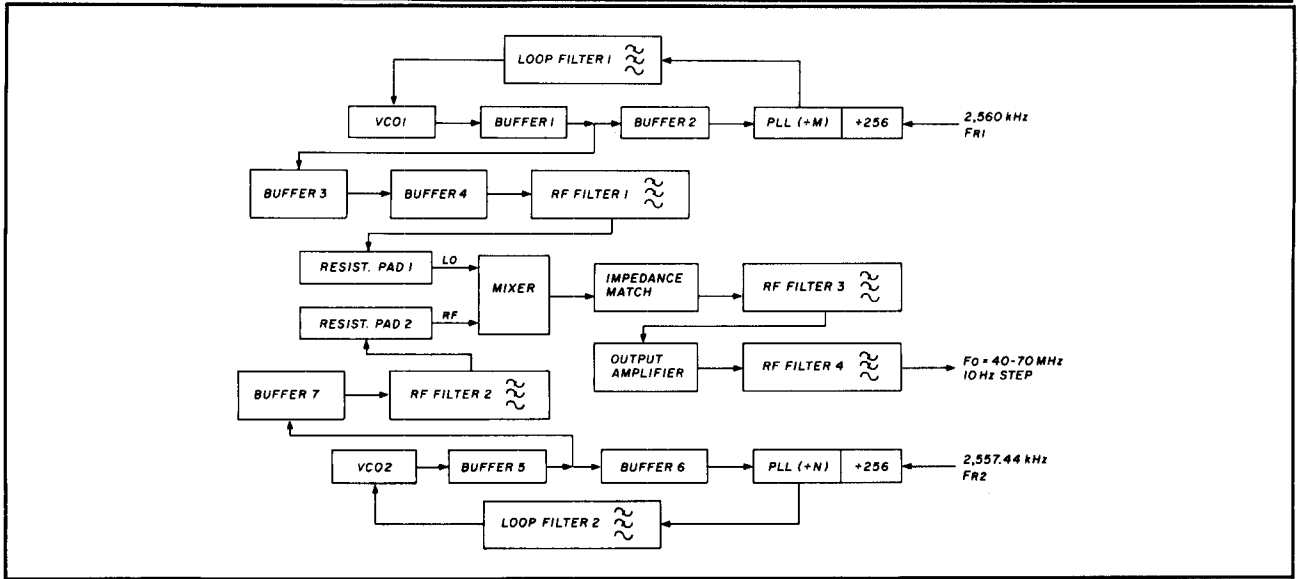 LOOP FILTER 1
VCO1
BUFFER 1
BUFFER 2
PLL (÷M)
÷256
2,560 kHz
FR1
BUFFER 3
BUFFER 4
RF FILTER 1
RESIST. PAD 1
LO
MIXER
IMPEDANCE
MATCH
RF FILTER 3
RESIST. PAD 2
RF
OUTPUT
AMPLIFIER
RF FILTER 4
FO = 40-70 MHz
10 Hz STEP
BUFFER 7
RF FILTER 2
VCO2
BUFFER 5
BUFFER 6
PLL (÷N)
÷256
2,557.44 kHz
FR2
LOOP FILTER 2